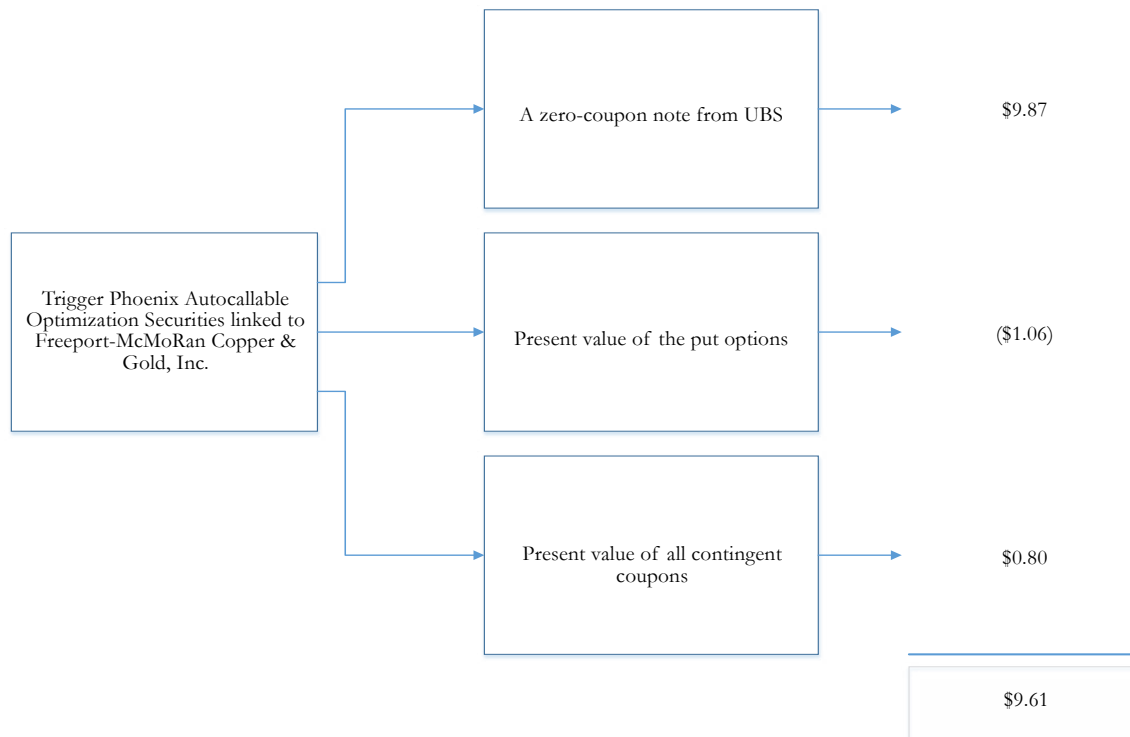 A zero-coupon note from UBS
$9.87
Trigger Phoenix Autocallable
Optimization Securities linked to
Freeport-McMoRan Copper &
Gold, Inc.
Present value of the put options
($1.06)
Present value of all contingent
coupons
$0.80
$9.61